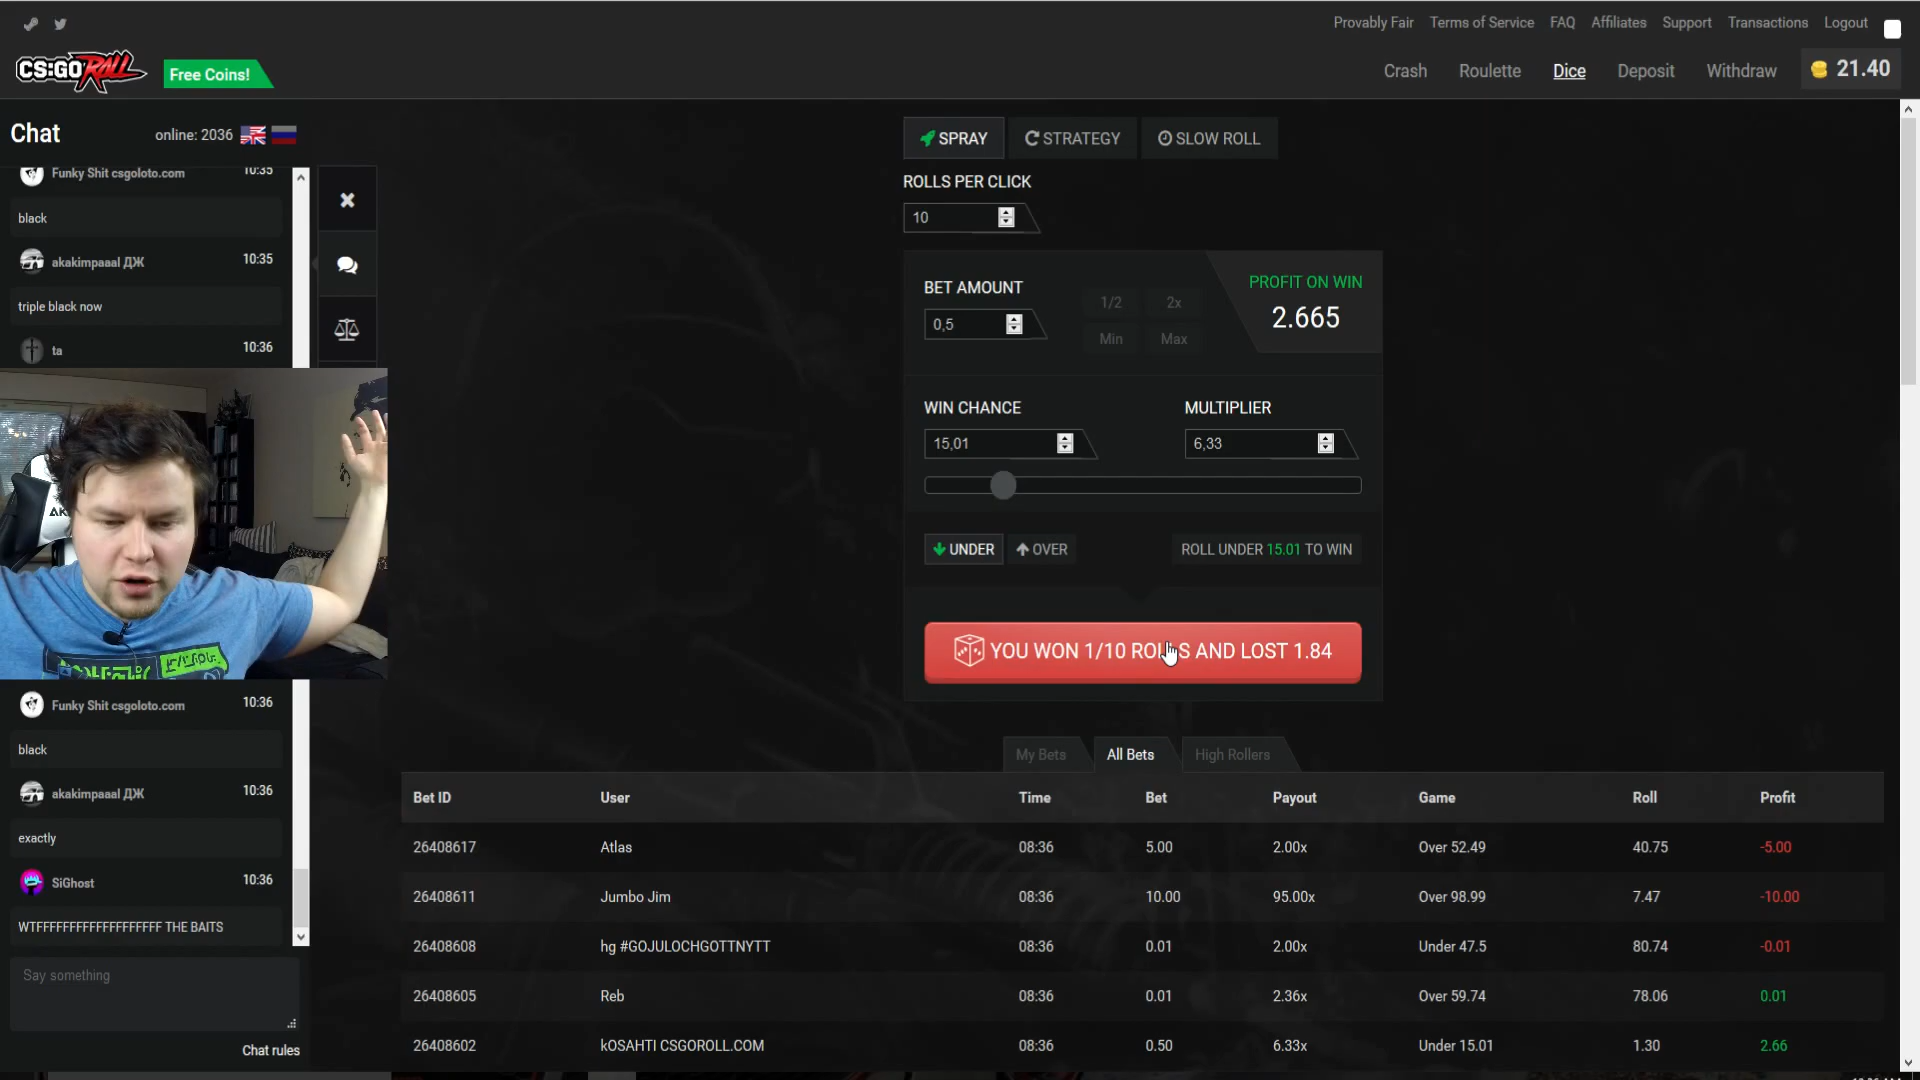 Provably Fair Terms of Service FAQ Affiliates Support Transactions Logout
CS:GO ROLL
Free Coins!
Crash Roulette Dice Deposit Withdraw 21.40
Chat online: 2036
Funky Shit csgoloto.com 10:35
black
akakimpaaal ДЖ 10:35
triple black now
ta 10:36
Funky Shit csgoloto.com 10:36
black
akakimpaaal ДЖ 10:36
exactly
SiGhost 10:36
WTFFFFFFFFFFFFFFFFFFF THE BAITS
Say something
Chat rules
SPRAY STRATEGY SLOW ROLL
ROLLS PER CLICK
10
BET AMOUNT
0,5
1/2 2x
Min Max
PROFIT ON WIN
2.665
WIN CHANCE MULTIPLIER
15,01 6,33
UNDER OVER ROLL UNDER 15.01 TO WIN
YOU WON 1/10 ROLLS AND LOST 1.84
My Bets All Bets High Rollers
Bet ID User Time Bet Payout Game Roll Profit
26408617 Atlas 08:36 5.00 2.00x Over 52.49 40.75 -5.00
26408611 Jumbo Jim 08:36 10.00 95.00x Over 98.99 7.47 -10.00
26408608 hg #GOJULOCHGOTTNYTT 08:36 0.01 2.00x Under 47.5 80.74 -0.01
26408605 Reb 08:36 0.01 2.36x Over 59.74 78.06 0.01
26408602 kOSAHTI CSGOROLL.COM 08:36 0.50 6.33x Under 15.01 1.30 2.66